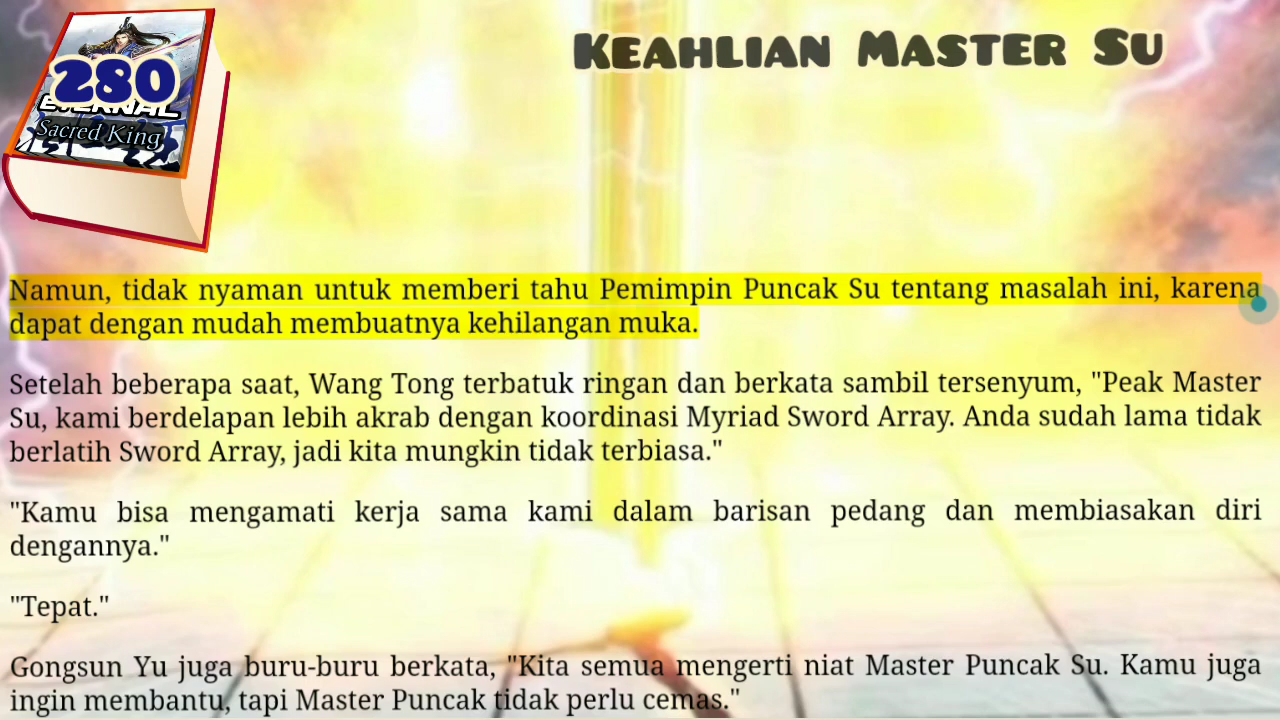 280
ETERNAL
Sacred King
KEAHLIAN MASTER SU
Namun, tidak nyaman untuk memberi tahu Pemimpin Puncak Su tentang masalah ini, karena
dapat dengan mudah membuatnya kehilangan muka.
Setelah beberapa saat, Wang Tong terbatuk ringan dan berkata sambil tersenyum, "Peak Master
Su, kami berdelapan lebih akrab dengan koordinasi Myriad Sword Array. Anda sudah lama tidak
berlatih Sword Array, jadi kita mungkin tidak terbiasa."
"Kamu bisa mengamati kerja sama kami dalam barisan pedang dan membiasakan diri
dengannya."
"Tepat."
Gongsun Yu juga buru-buru berkata, "Kita semua mengerti niat Master Puncak Su. Kamu juga
ingin membantu, tapi Master Puncak tidak perlu cemas."